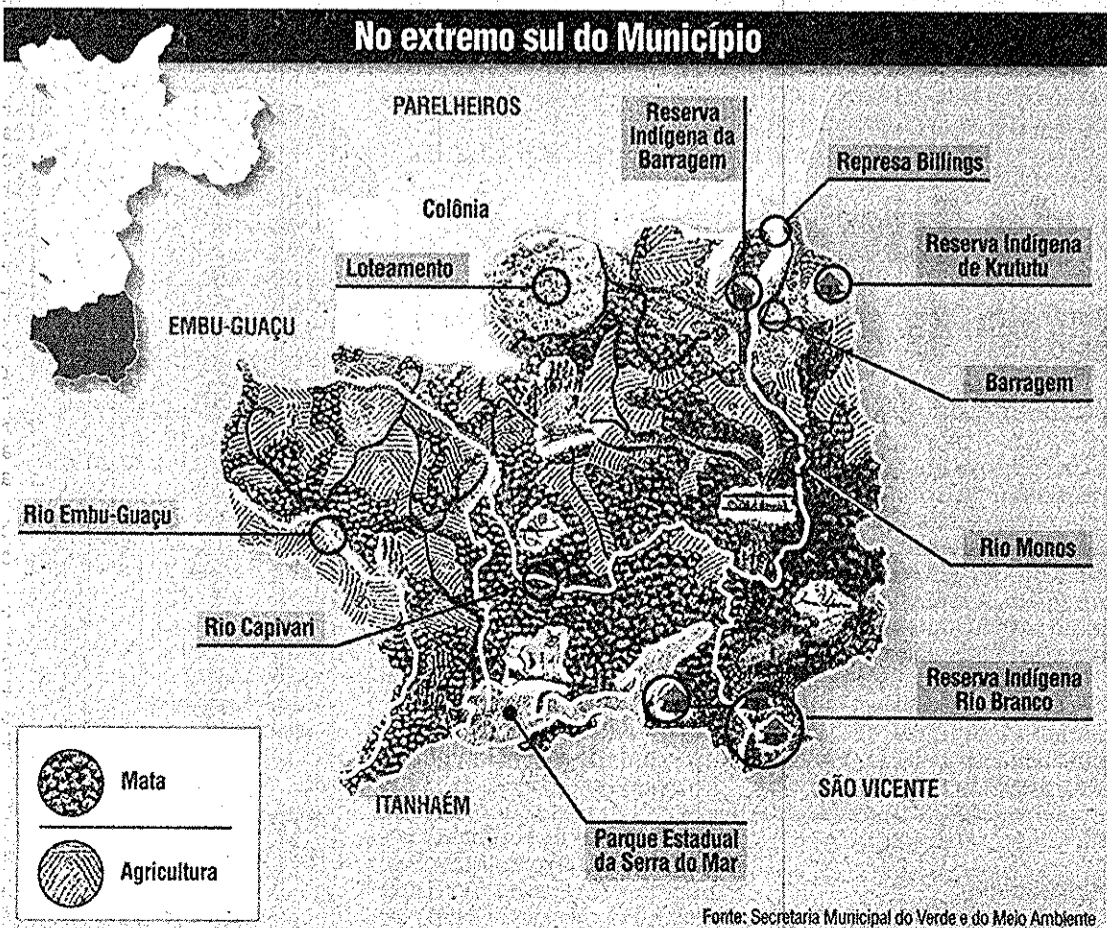 No extremo sul do Município
PARELHEIROS
Reserva
Indígena da
Barragem
Represa Billings
Colônia
Reserva Indígena
de Krututu
Loteamento
EMBU-GUAÇU
Barragem
Rio Embu-Guaçu
Rio Monos
Rio Capivari
Reserva Indígena
Rio Branco
Mata
ITANHAÉM
SÃO VICENTE
Parque Estadual
da Serra do Mar
Agricultura
Fonte: Secretaria Municipal do Verde e do Meio Ambiente